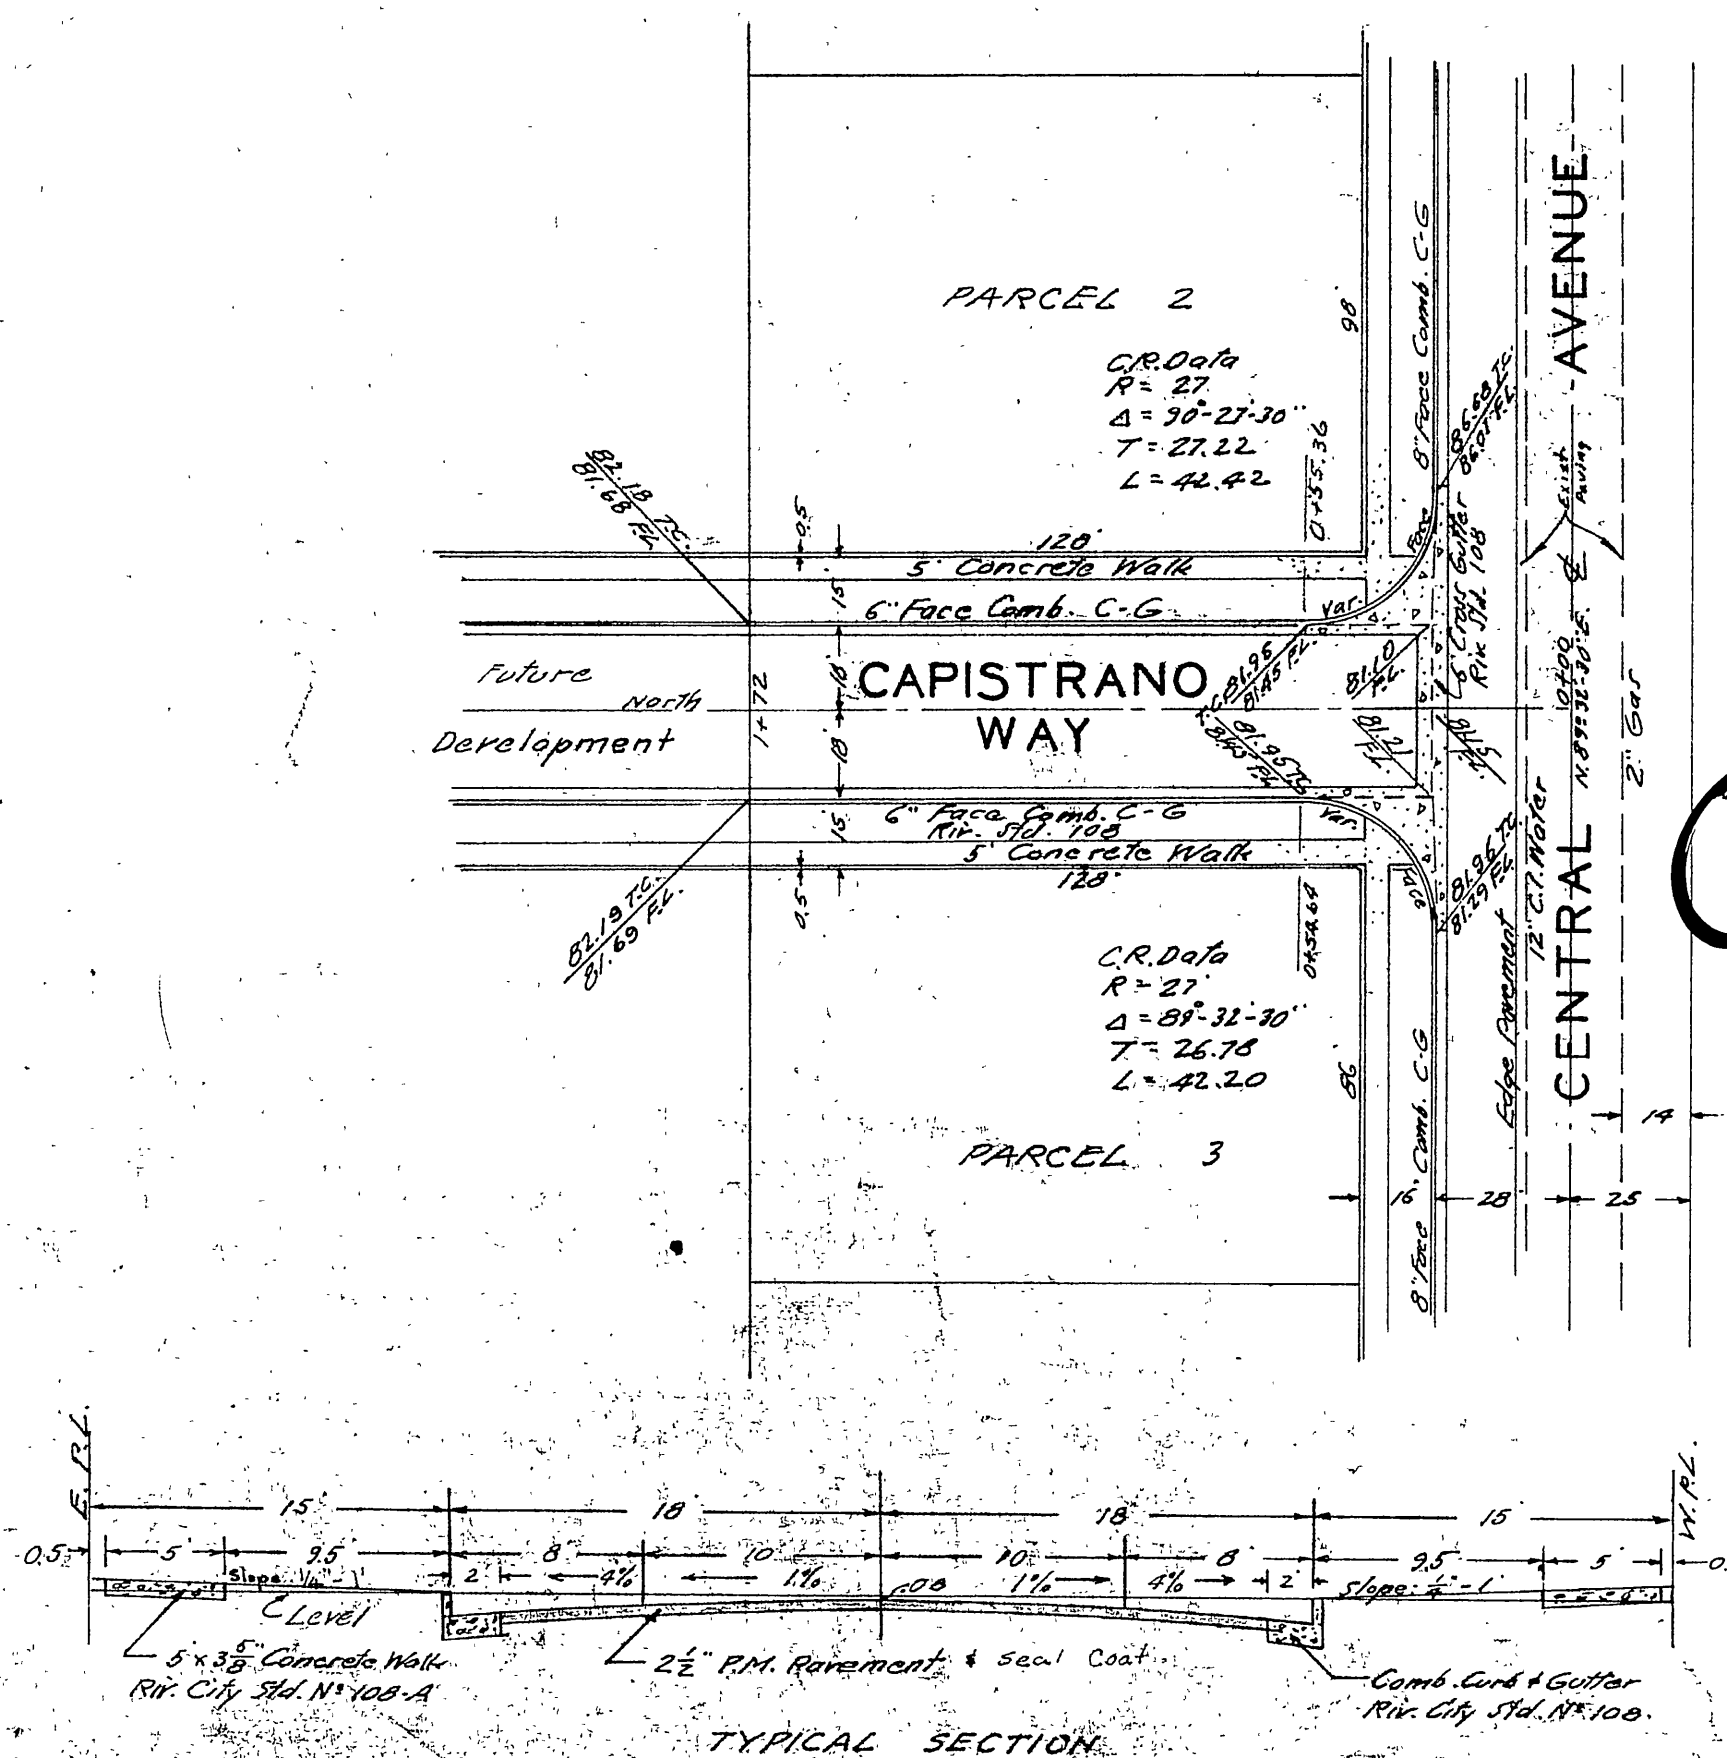 PARCEL 2
98'
C.R. Data
R = 27'
Δ = 90°-27'-30"
T = 27.22
L = 42.42
0+55.36
8" Face Comb. C-G
86.01 F.L.
Exist. Paving
CENTRAL AVENUE
82.18 T.C.
81.68 F.L.
0.5
128'
5' Concrete Walk
15'
6" Face Comb. C-G
Var.
Face
6' Cross Gutter
Riv. Std. 108
Future
North
Development
1+72
18'
18'
CAPISTRANO
WAY
81.95
81.45 F.L.
81.10
F.L.
81.95 T.C.
81.45 F.L.
81.21
F.L.
0+00
N.89°32'-30"E.
2" Gas
6" Face Comb. C-G
Riv. Std. 108
15'
Var.
5' Concrete Walk
128'
0.5
82.19 T.C.
81.69 F.L.
0+54.64
Face
81.96 T.C.
81.29 F.L.
12" C.I. Water
Edge Pavement
C.R. Data
R = 27'
Δ = 89°-32'-30"
T = 26.78
L = 42.20
86'
8" Face Comb. C-G
PARCEL 3
14
16 28 25
E. P.L.
W. P.L.
15' 18' 18' 15'
0.5 5' 9.5' 8' 10' 10' 8' 9.5' 5'
Slope 1/4"-1' 2' 4% 1% .08 1% 4% 2' Slope: 1/4"-1'
Level
5' x 3 5/8" Concrete Walk
Riv. City Std. Nº 108-A
2 1/2" P.M. Pavement & Seal Coat
Comb. Curb & Gutter
Riv. City Std. Nº 108.
TYPICAL SECTION